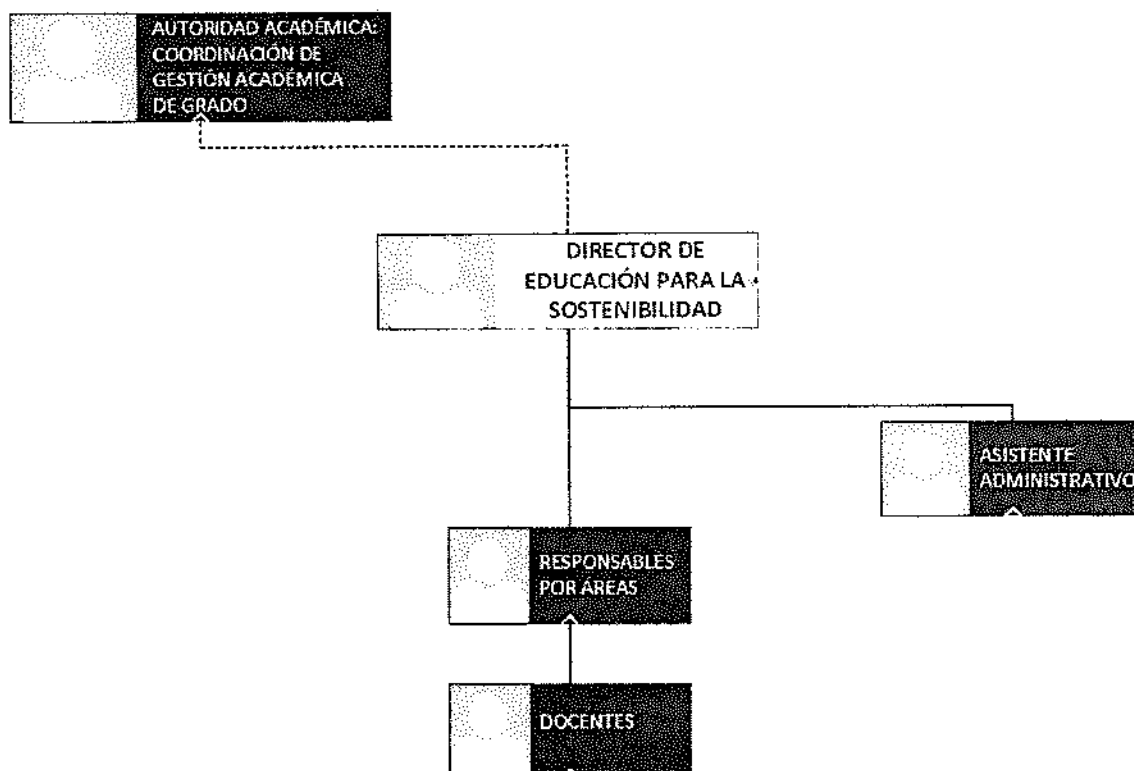 AUTORIDAD ACADÉMICA:
COORDINACIÓN DE
GESTIÓN ACADÉMICA
DE GRADO
DIRECTOR DE
EDUCACIÓN PARA LA
SOSTENIBILIDAD
ASISTENTE
ADMINISTRATIVO
RESPONSABLES
POR ÁREAS
DOCENTES